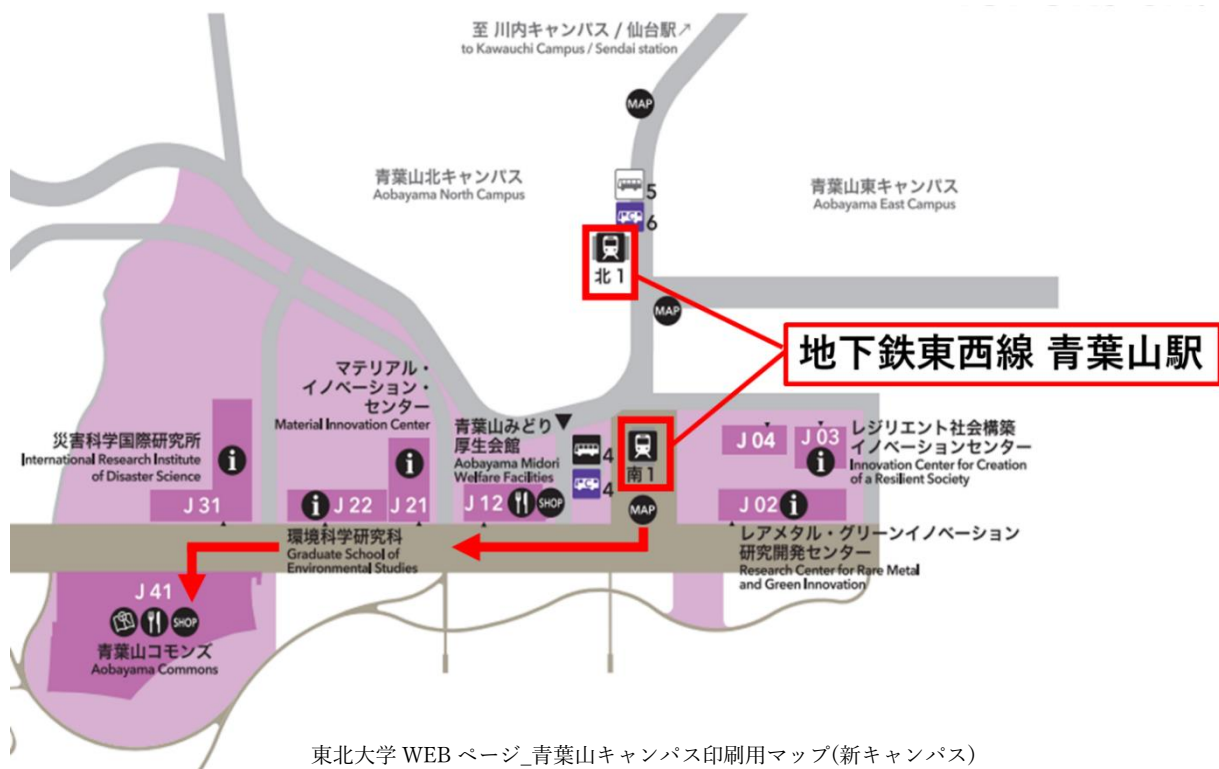 至 川内キャンパス / 仙台駅↗
to Kawauchi Campus / Sendai station
MAP
青葉山北キャンパス
Aobayama North Campus
5
6
青葉山東キャンパス
Aobayama East Campus
北 1
MAP
地下鉄東西線 青葉山駅
マテリアル・
イノベーション・
センター
Material Innovation Center
災害科学国際研究所
International Research Institute
of Disaster Science
J 31
J 22
J 21
青葉山みどり▼
厚生会館
Aobayama Midori
Welfare Facilities
J 12
SHOP
4
4
南 1
MAP
J 04
J 03
レジリエント社会構築
イノベーションセンター
Innovation Center for Creation
of a Resilient Society
J 02
レアメタル・グリーンイノベーション
研究開発センター
Research Center for Rare Metal
and Green Innovation
環境科学研究科
Graduate School of
Environmental Studies
J 41
SHOP
青葉山コモンズ
Aobayama Commons
東北大学 WEB ページ_青葉山キャンパス印刷用マップ(新キャンパス)